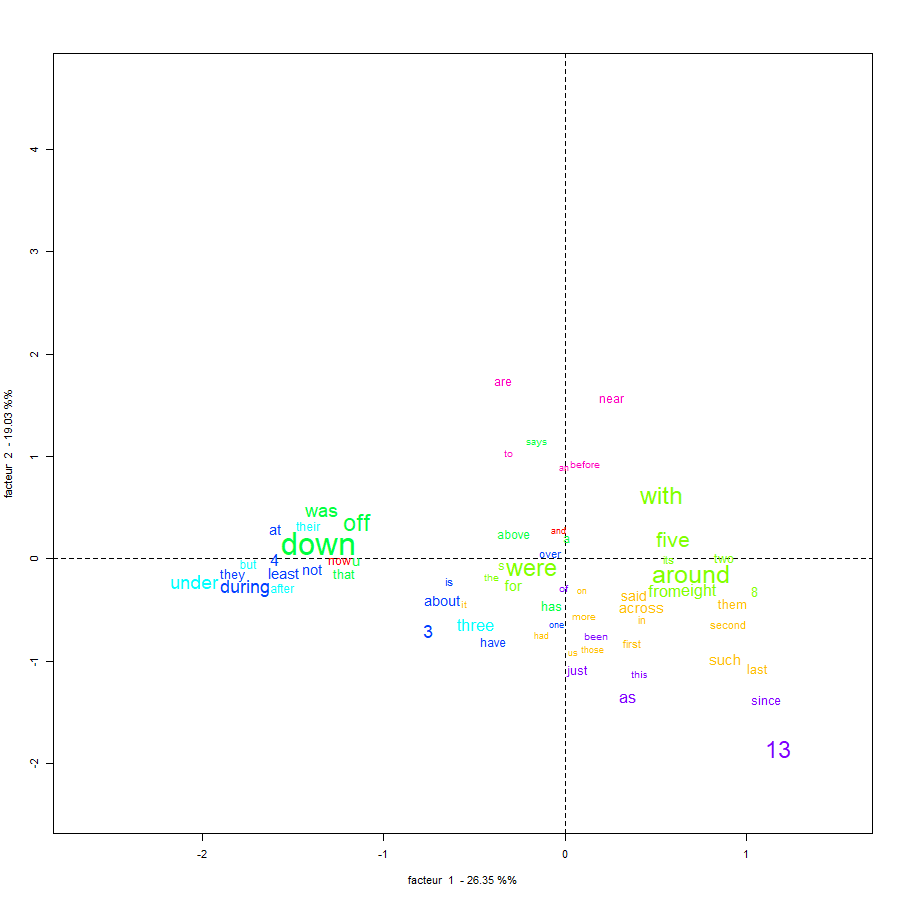 4
3
2
1
0
-1
-2
facteur 2 - 19.03 %%
are
near
says
to
an before
with
was
off
at
their
down
and
above
a
five
over
4
now u
but
they
least
not
that
under
during
after
is
s
were
the
for
its
two
around
from eight
8
of
on
about
it
three
3
have
has
one
had
more
been
us
those
said
across
in
them
second
first
such
last
just
this
as
since
13
-2
-1
0
1
facteur 1 - 26.35 %%